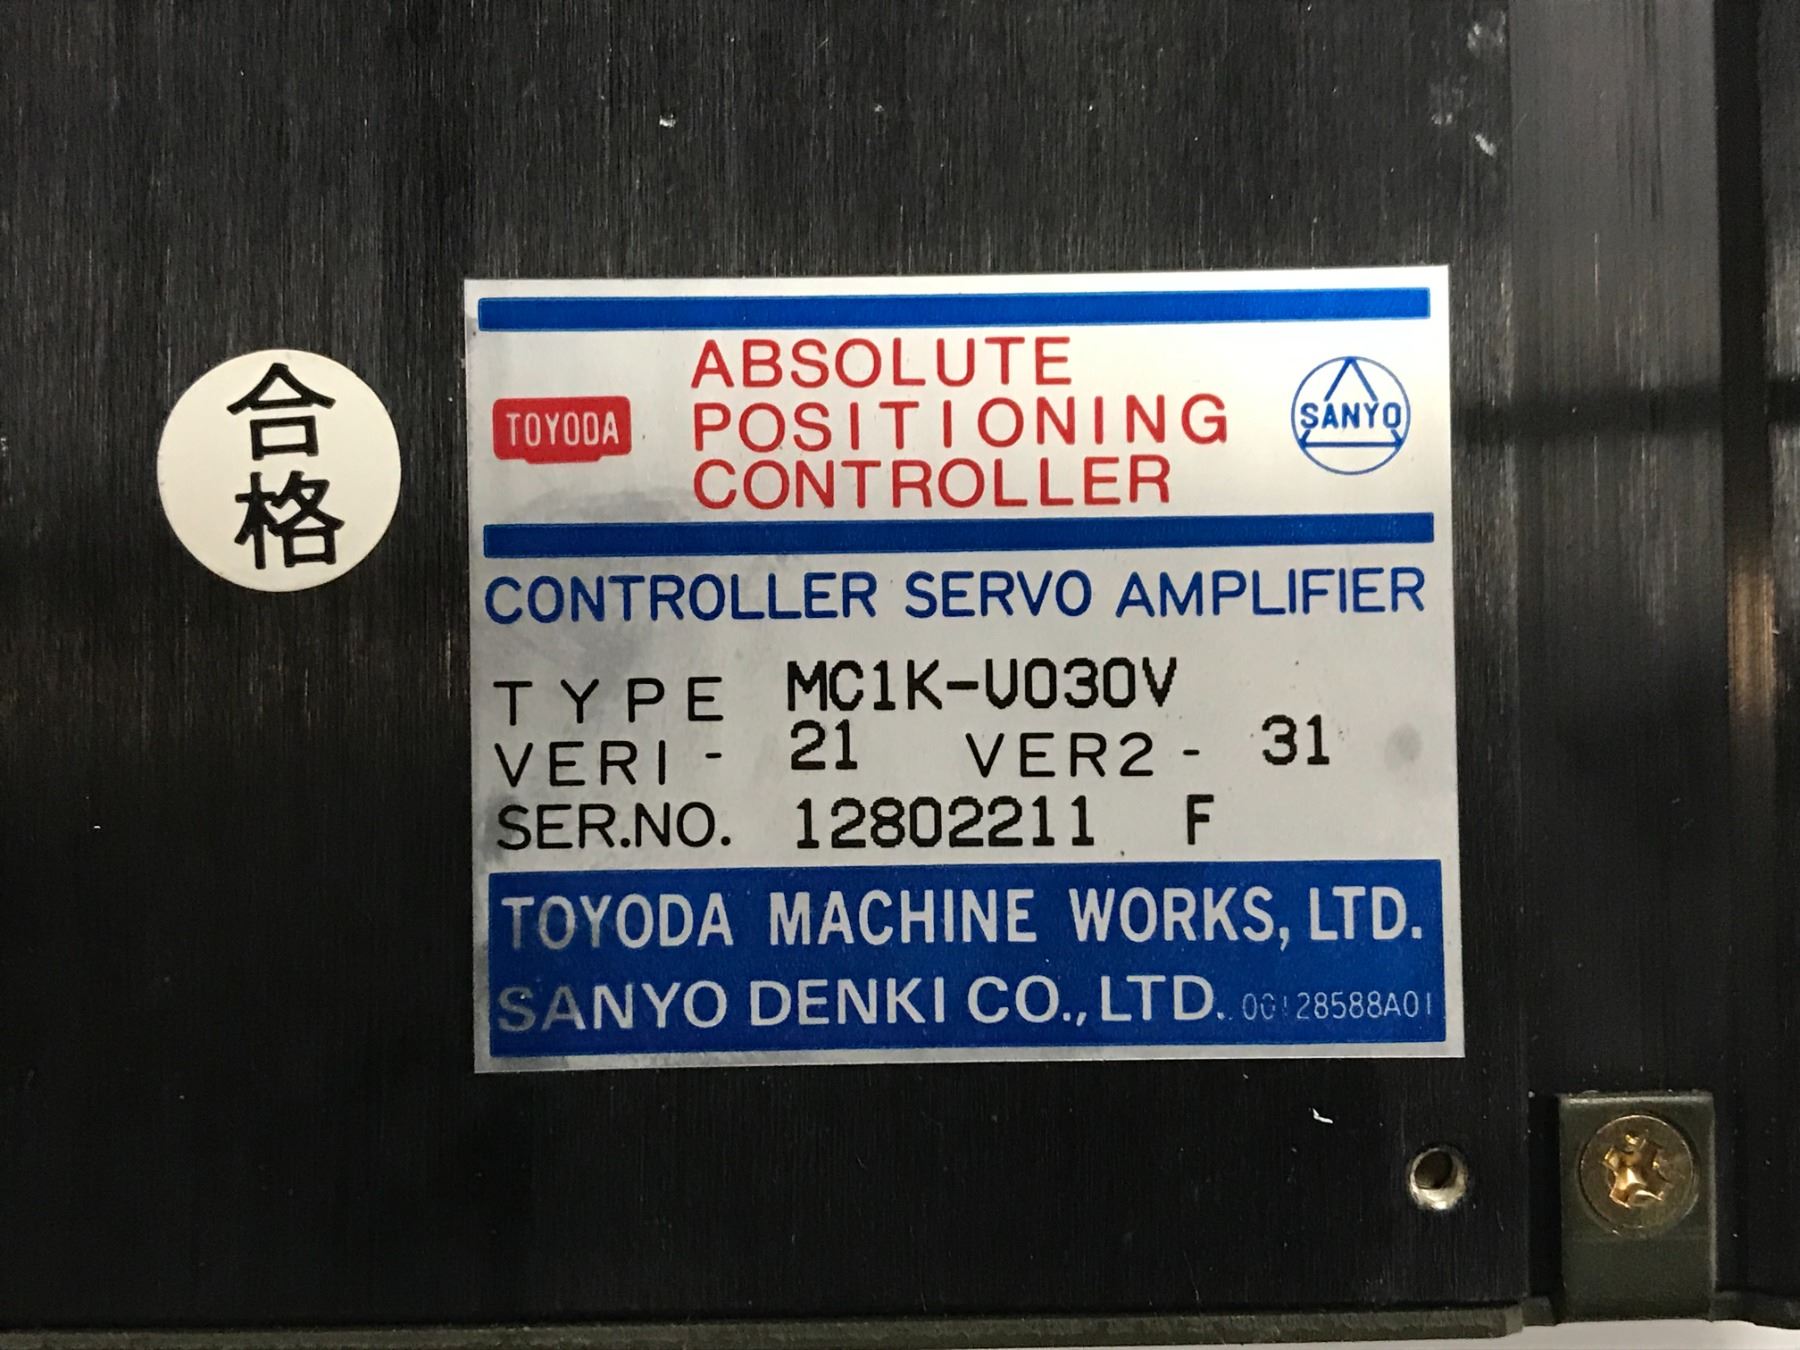 合格
TOYODA
ABSOLUTE
POSITIONING
CONTROLLER
SANYO
CONTROLLER SERVO AMPLIFIER
TYPE MC1K-U030V
VER1- 21 VER2- 31
SER.NO. 12802211 F
TOYODA MACHINE WORKS, LTD.
SANYO DENKI CO., LTD.